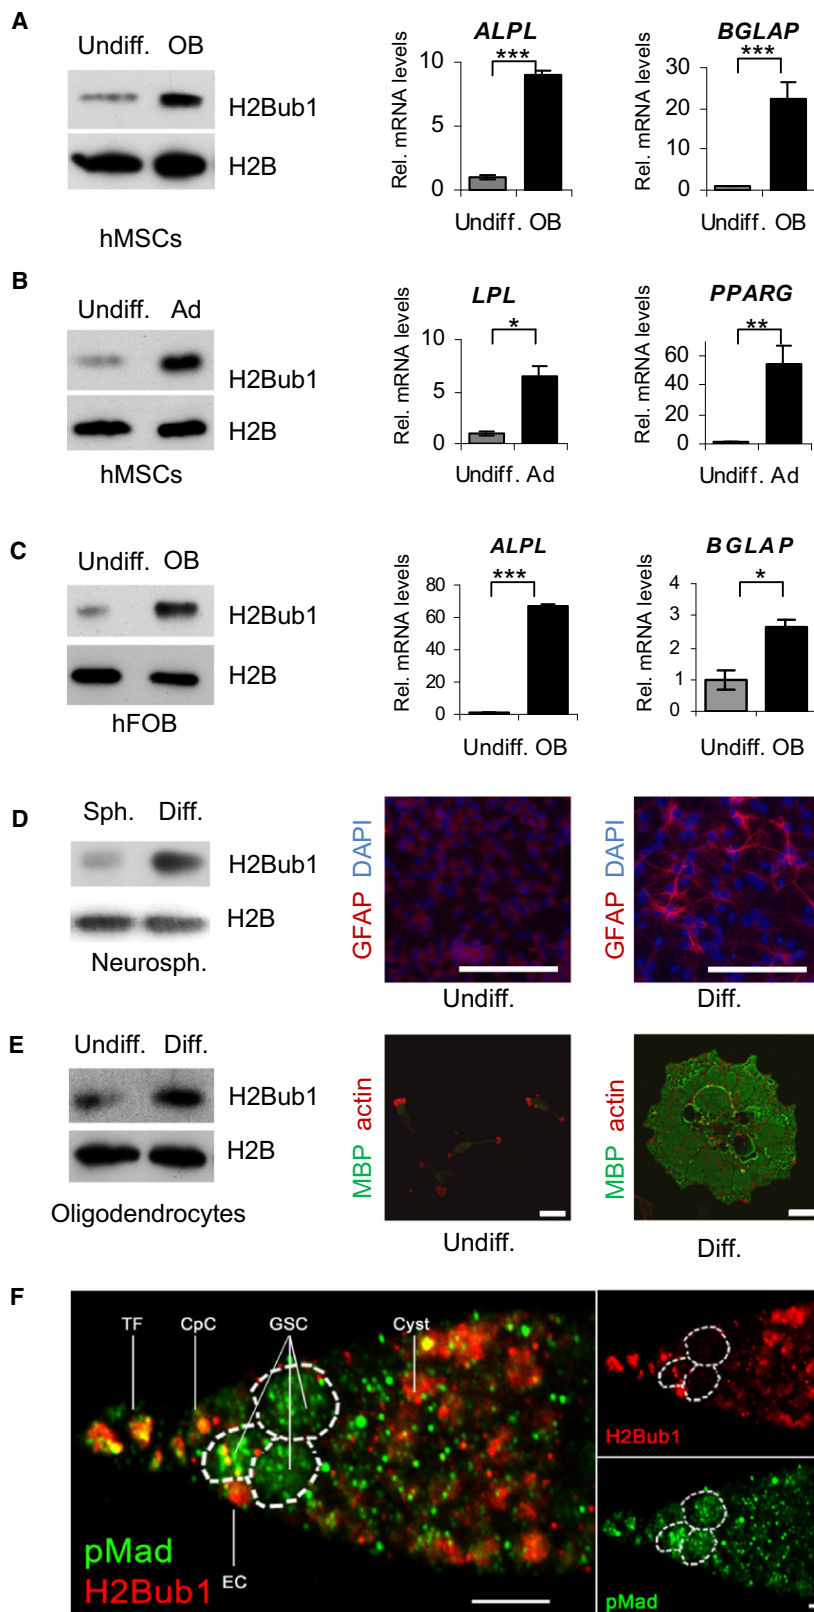 A
Undiff. OB
H2Bub1
H2B
hMSCs
ALPL
***
Rel. mRNA levels
10
5
0
Undiff. OB
BGLAP
***
Rel. mRNA levels
30
20
10
0
Undiff. OB
B
Undiff. Ad
H2Bub1
H2B
hMSCs
LPL
*
Rel. mRNA levels
10
5
0
Undiff. Ad
PPARG
**
Rel. mRNA levels
60
40
20
0
Undiff. Ad
C
Undiff. OB
H2Bub1
H2B
hFOB
ALPL
***
Rel. mRNA levels
80
60
40
20
0
Undiff. OB
BGLAP
*
Rel. mRNA levels
4
3
2
1
0
Undiff. OB
D
Sph. Diff.
H2Bub1
H2B
Neurosph.
GFAP DAPI
Undiff.
GFAP DAPI
Diff.
E
Undiff. Diff.
H2Bub1
H2B
Oligodendrocytes
MBP actin
Undiff.
MBP actin
Diff.
F
TF CpC GSC Cyst
EC
pMad
H2Bub1
H2Bub1
pMad